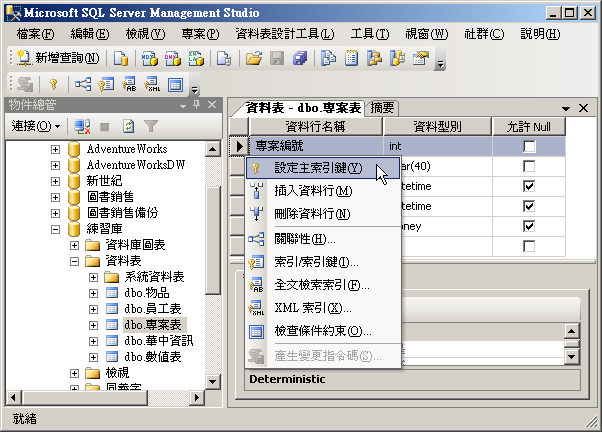 Microsoft SQL Server Management Studio
檔案(F) 編輯(E) 檢視(V) 專案(P) 資料表設計工具(L) 工具(T) 視窗(W) 社群(C) 說明(H)
新增查詢(N)
物件總管
連接(O)
AdventureWorks
AdventureWorksDW
新世紀
圖書銷售
圖書銷售備份
練習庫
資料庫圖表
資料表
系統資料表
dbo.物品
dbo.員工表
dbo.專案表
dbo.華中資訊
dbo.數值表
檢視
同義字
資料表 - dbo.專案表 摘要
資料行名稱 資料型別 允許 Null
專案編號 int
設定主索引鍵(Y)
插入資料行(M)
刪除資料行(N)
關聯性(H)...
索引/索引鍵(I)...
全文檢索索引(F)...
XML 索引(X)...
檢查條件約束(O)...
產生變更指令碼(S)...
Deterministic
就緒